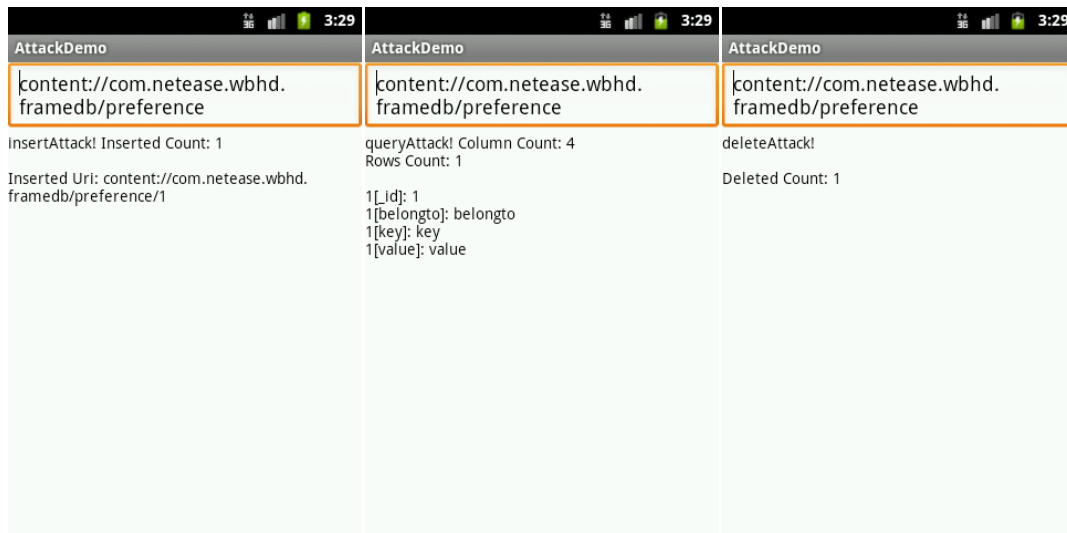 3G 3:29
AttackDemo
content://com.netease.wbhd.
framedb/preference
insertAttack! Inserted Count: 1
Inserted Uri: content://com.netease.wbhd.
framedb/preference/1
3G 3:29
AttackDemo
content://com.netease.wbhd.
framedb/preference
queryAttack! Column Count: 4
Rows Count: 1
1[_id]: 1
1[belongto]: belongto
1[key]: key
1[value]: value
3G 3:29
AttackDemo
content://com.netease.wbhd.
framedb/preference
deleteAttack!
Deleted Count: 1